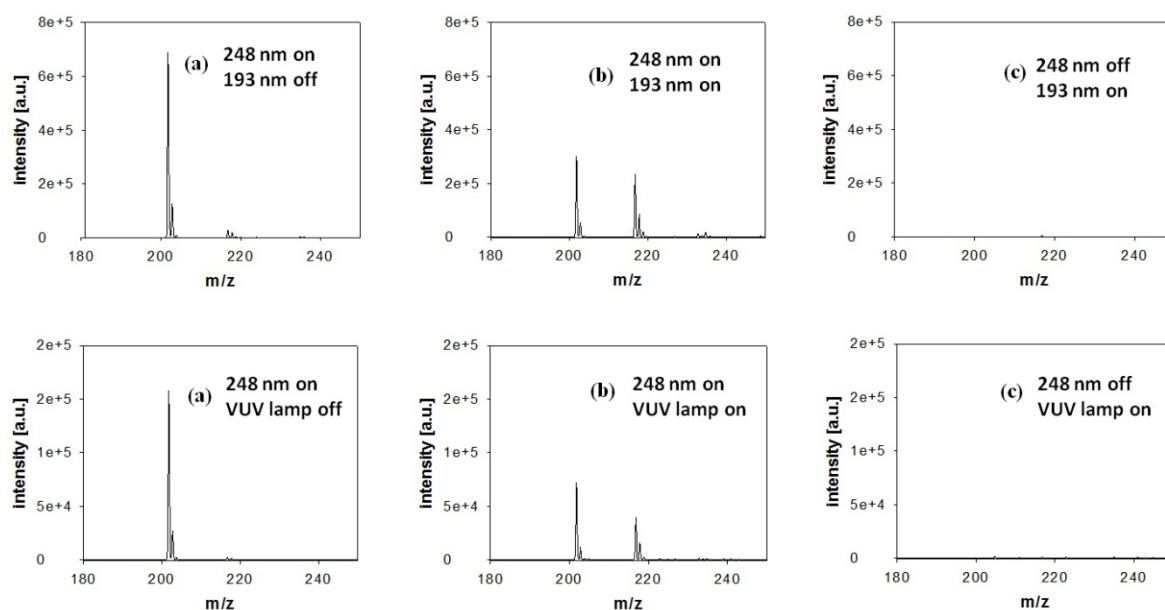 8e+5
6e+5
4e+5
2e+5
0
intensity [a.u.]
(a) 248 nm on
193 nm off
180 200 220 240
m/z
8e+5
6e+5
4e+5
2e+5
0
intensity [a.u.]
(b) 248 nm on
193 nm on
180 200 220 240
m/z
8e+5
6e+5
4e+5
2e+5
0
intensity [a.u.]
(c) 248 nm off
193 nm on
180 200 220 240
m/z
2e+5
2e+5
1e+5
5e+4
0
intensity [a.u.]
(a) 248 nm on
VUV lamp off
180 200 220 240
m/z
2e+5
2e+5
1e+5
5e+4
0
intensity [a.u.]
(b) 248 nm on
VUV lamp on
180 200 220 240
m/z
2e+5
2e+5
1e+5
5e+4
0
intensity [a.u.]
(c) 248 nm off
VUV lamp on
180 200 220 240
m/z